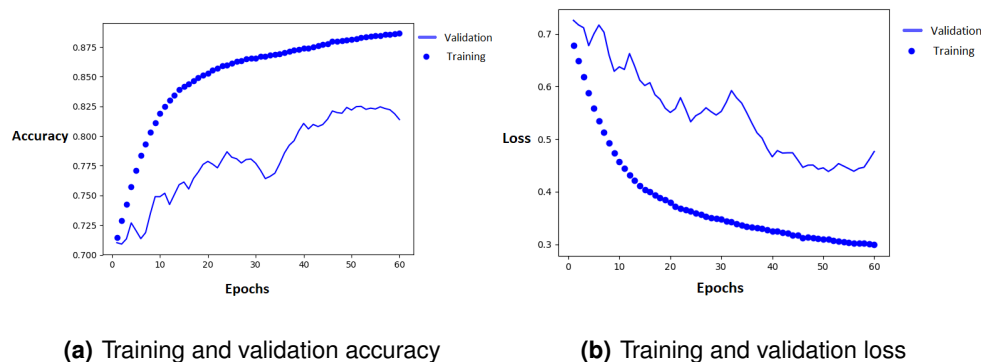 Validation
Training
0.875
0.850
0.825
0.800
0.775
0.750
0.725
0.700
Accuracy
0 10 20 30 40 50 60
Epochs
(a) Training and validation accuracy
Validation
Training
0.7
0.6
0.5
0.4
0.3
Loss
0 10 20 30 40 50 60
Epochs
(b) Training and validation loss